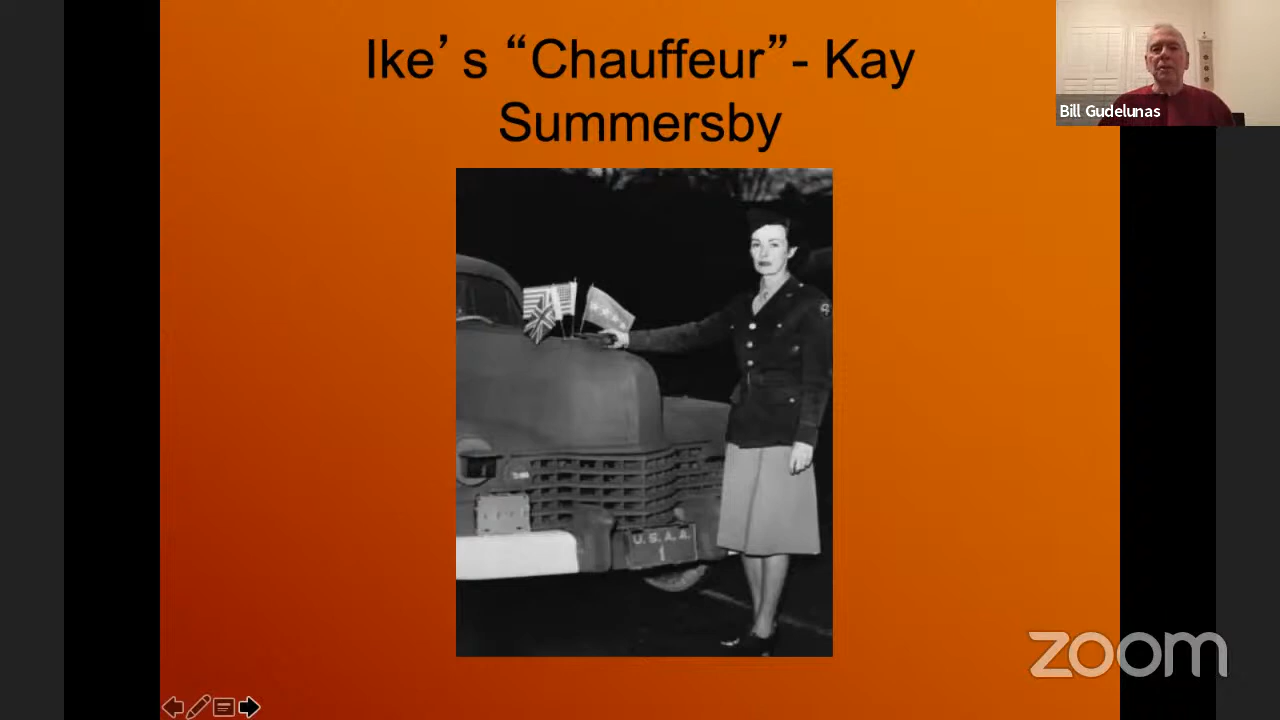 Ike’s “Chauffeur”- Kay
Summersby
Bill Gudelunas
U.S.A.
1
zoom